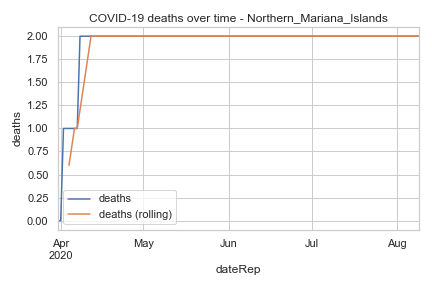 COVID-19 deaths over time - Northern_Mariana_Islands
2.00
1.75
1.50
1.25
1.00
0.75
0.50
0.25
0.00
deaths
deaths
deaths (rolling)
Apr
2020
May
Jun
Jul
Aug
dateRep